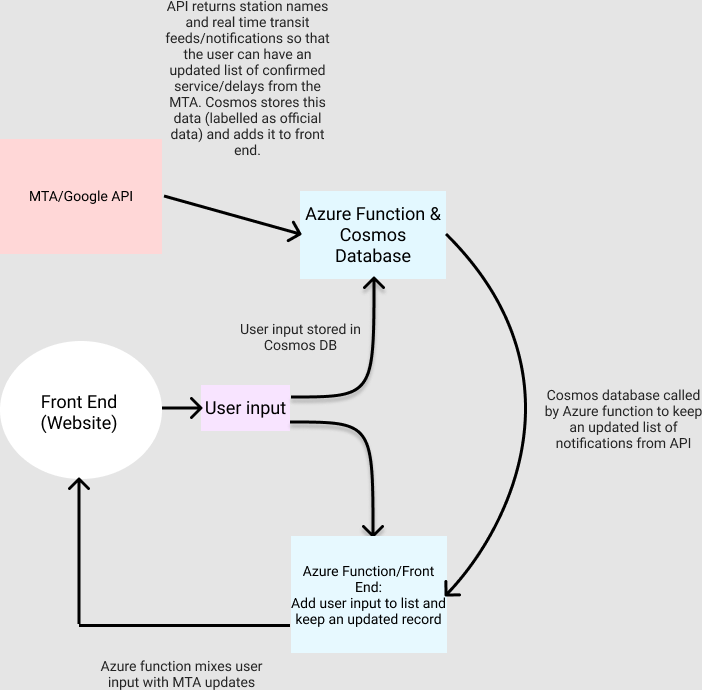 API returns station names
and real time transit
feeds/notifications so that
the user can have an
updated list of confirmed
service/delays from the
MTA. Cosmos stores this
data (labelled as official
data) and adds it to front
end.
MTA/Google API
Azure Function &
Cosmos
Database
User input stored in
Cosmos DB
Front End
(Website)
User input
Cosmos database called
by Azure function to keep
an updated list of
notifications from API
Azure Function/Front
End:
Add user input to list and
keep an updated record
Azure function mixes user
input with MTA updates